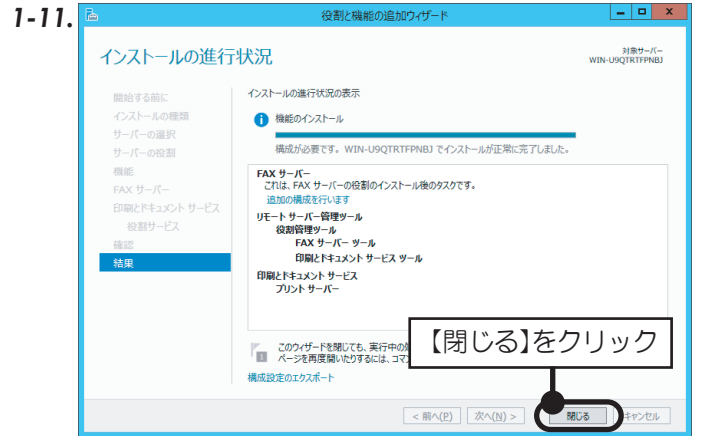 1-11.
役割と機能の追加ウィザード
インストールの進行状況
対象サーバー
WIN-U9QTRTFPNBJ
開始する前に
インストールの種類
サーバーの選択
サーバーの役割
機能
FAX サーバー
印刷とドキュメント サービス
役割サービス
確認
結果
インストールの進行状況の表示
機能のインストール
構成が必要です。WIN-U9QTRTFPNBJ でインストールが正常に完了しました。
FAX サーバー
これは、FAX サーバーの役割のインストール後のタスクです。
追加の構成を行います
リモート サーバー管理ツール
役割管理ツール
FAX サーバー ツール
印刷とドキュメント サービス ツール
印刷とドキュメント サービス
プリント サーバー
このウィザードを閉じても、実行中の
ページを再度開いたりするには、コマン
構成設定のエクスポート
【閉じる】をクリック
< 前へ(P)
次へ(N) >
閉じる
キャンセル